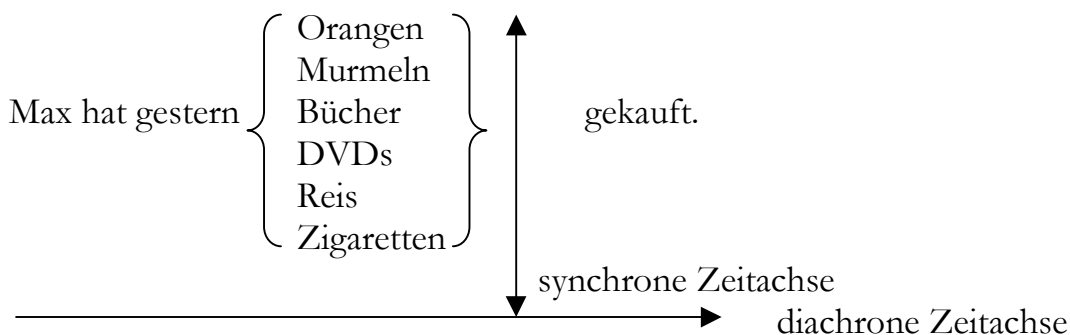 Orangen
Murmeln
Max hat gestern Bücher gekauft.
DVDs
Reis
Zigaretten
synchrone Zeitachse
diachrone Zeitachse